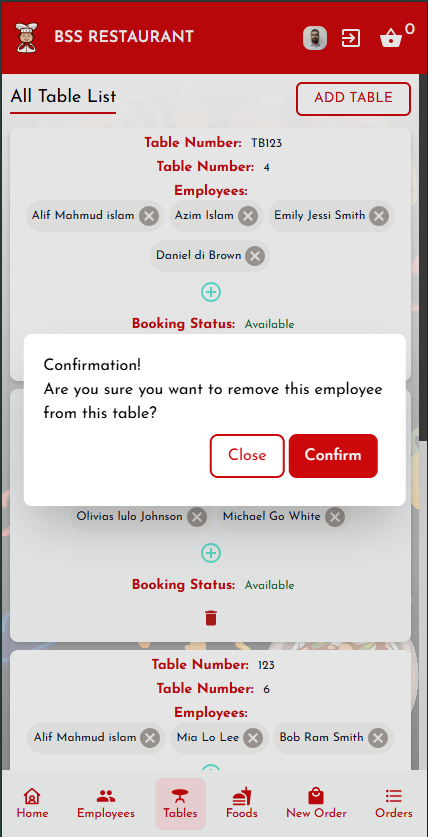 BSS RESTAURANT
0
All Table List
ADD TABLE
Table Number: TB123
Table Number: 4
Employees:
Alif Mahmud islam
Azim Islam
Emily Jessi Smith
Daniel di Brown
Booking Status: Available
Confirmation!
Are you sure you want to remove this employee
from this table?
Close
Confirm
Olivias lulo Johnson
Michael Go White
Booking Status: Available
Table Number: 123
Table Number: 6
Employees:
Alif Mahmud islam
Mia Lo Lee
Bob Ram Smith
Home
Employees
Tables
Foods
New Order
Orders